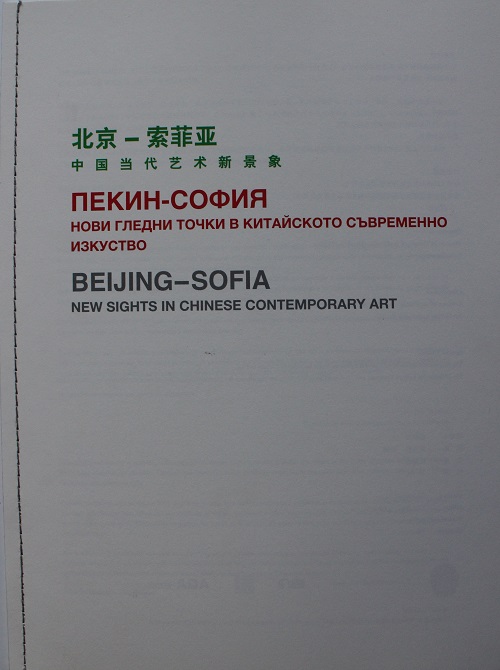 北京－索菲亚
中国当代艺术新景象
ПЕКИН-СОФИЯ
НОВИ ГЛЕДНИ ТОЧКИ В КИТАЙСКОТО СЪВРЕМЕННО
ИЗКУСТВО
BEIJING–SOFIA
NEW SIGHTS IN CHINESE CONTEMPORARY ART